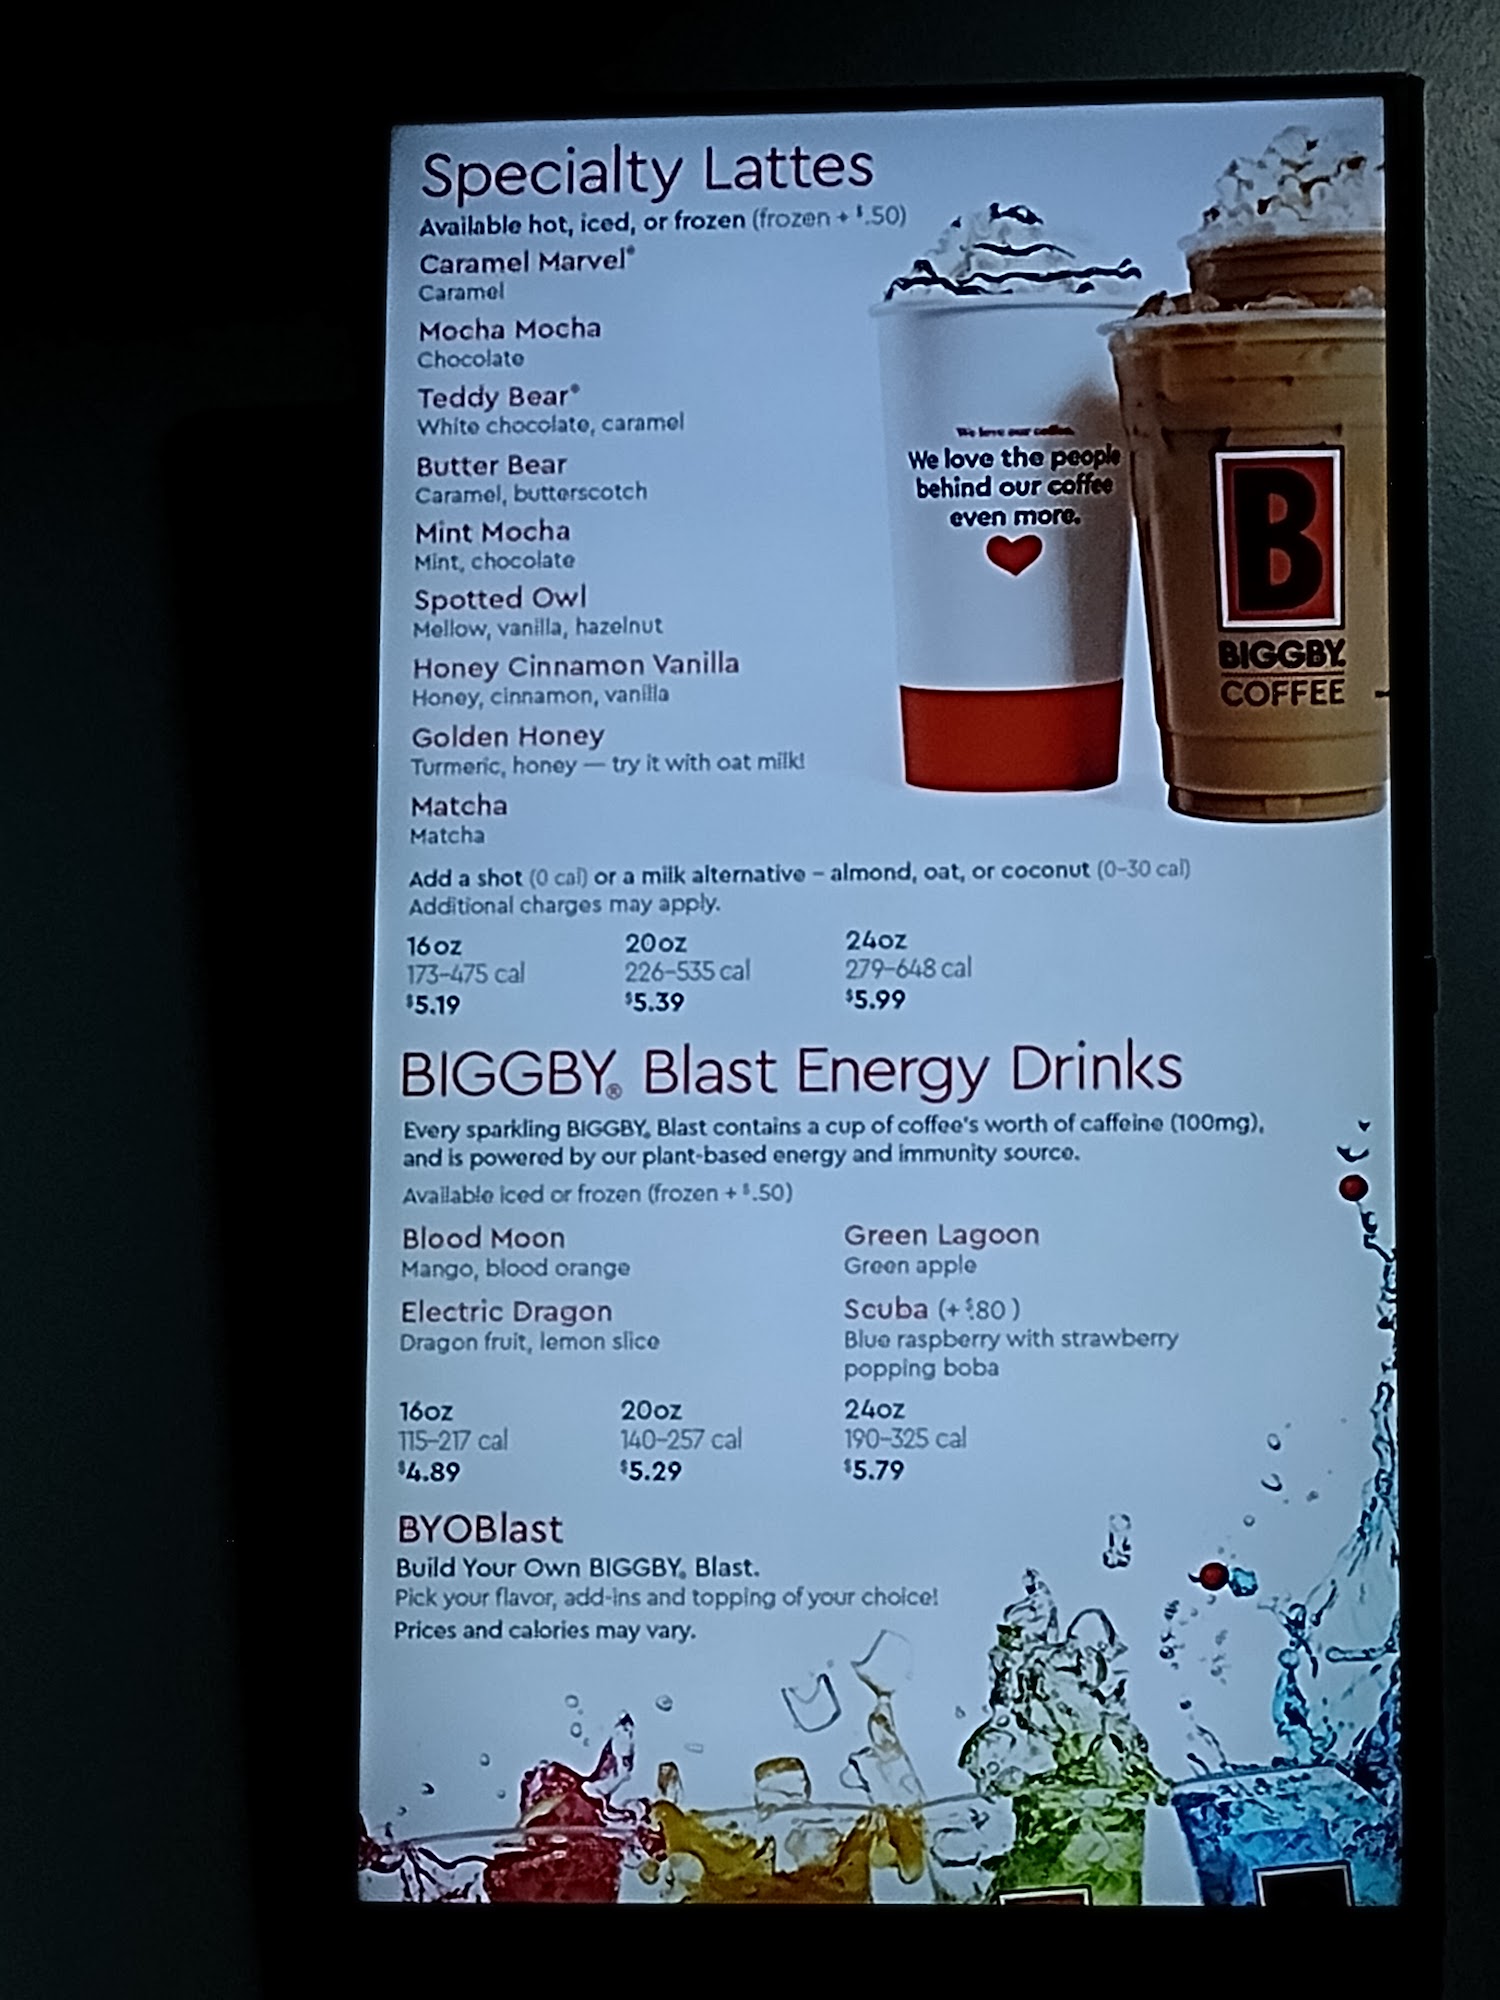 Specialty Lattes
Available hot, iced, or frozen (frozen + $.50)
Caramel Marvel®
Caramel
Mocha Mocha
Chocolate
Teddy Bear®
White chocolate, caramel
Butter Bear
Caramel, butterscotch
Mint Mocha
Mint, chocolate
Spotted Owl
Mellow, vanilla, hazelnut
Honey Cinnamon Vanilla
Honey, cinnamon, vanilla
Golden Honey
Turmeric, honey — try it with oat milk!
Matcha
Matcha
We love our coffee.
We love the people
behind our coffee
even more.
B
BIGGBY.
COFFEE
Add a shot (0 cal) or a milk alternative – almond, oat, or coconut (0–30 cal)
Additional charges may apply.
16oz 20oz 24oz
173–475 cal 226–535 cal 279–648 cal
$5.19 $5.39 $5.99
BIGGBY® Blast Energy Drinks
Every sparkling BIGGBY® Blast contains a cup of coffee's worth of caffeine (100mg),
and is powered by our plant-based energy and immunity source.
Available iced or frozen (frozen + $.50)
Blood Moon Green Lagoon
Mango, blood orange Green apple
Electric Dragon Scuba (+ $.80 )
Dragon fruit, lemon slice Blue raspberry with strawberry
popping boba
16oz 20oz 24oz
115–217 cal 140–257 cal 190–325 cal
$4.89 $5.29 $5.79
BYOBlast
Build Your Own BIGGBY® Blast.
Pick your flavor, add-ins and topping of your choice!
Prices and calories may vary.